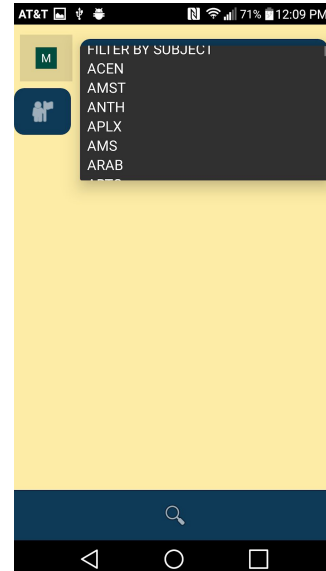 AT&T 71% 12:09 PM
M
FILTER BY SUBJECT
ACEN
AMST
ANTH
APLX
AMS
ARAB